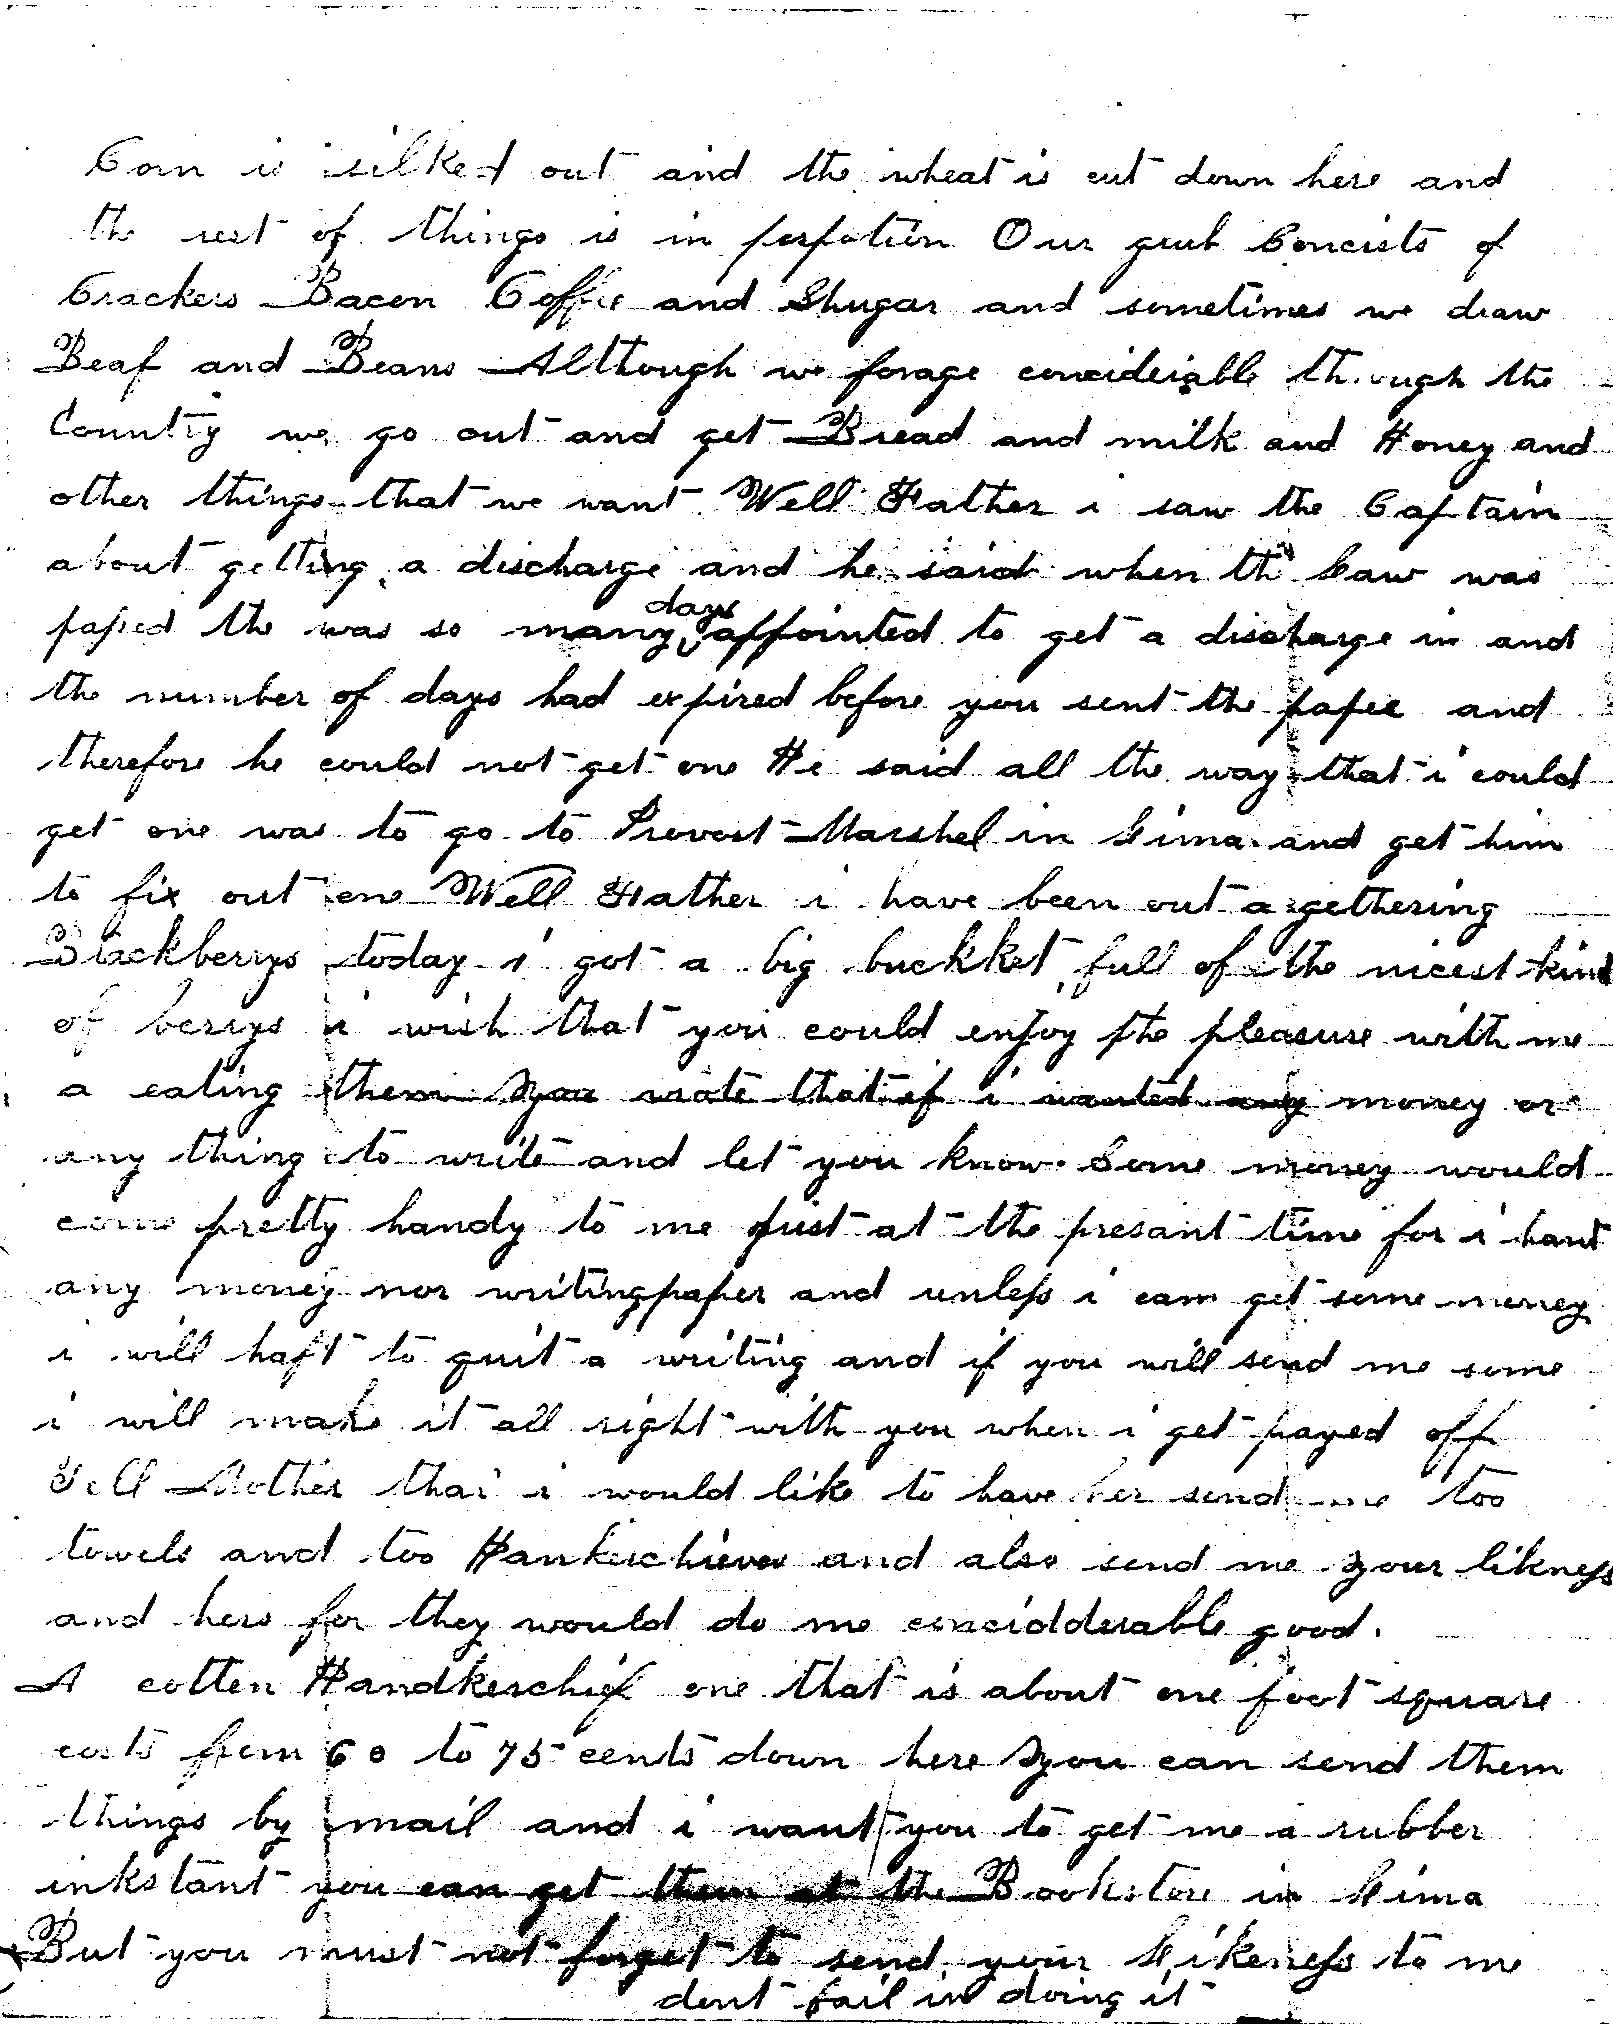 Corn is silked out and the wheat is cut down here and
the rest of things is in porpotion Our grub Concists of
Crackers Bacon Coffee and Shugar and sometimes we draw
Beaf and Beans Although we forage conciderable through the
Country we go out and get Bread and milk and Honey and
other things that we want Well Father i saw the Captain
about getting a discharge and he said when the Law was
passed the was so many days appointed to get a discharge in and
the number of days had expired before you sent the paper and
therefore he could not get one He said all the way that i could
get one was to go to Provost Marshel in Lima and get him
to fix out one Well Father i have been out a gethering
Blackberrys today i got a big buckket full of the nicest kind
of berrys i wish that you could enjoy the pleasure with me
a eating them You wrote that if i wanted any money or
any thing to write and let you know. Some money would
come pretty handy to me just at the presant time for i hant
any money nor writingpaper and unless i can get some money
i will haft to quit a writing and if you will send me some
i will make it all right with you when i get payed off
Tell Mother that i would like to have her send me too
towels and too Hankerchieves and also send me your likness
and hers for they would do me concidderable good.
A cotten Handkerchief one that is about one foot square
costs from 60 to 75 cents down here You can send them
things by mail and i want you to get me a rubber
inkstant you can get them at the Bookstore in Lima
But you must not forget to send your Likeness to me
dont fail in doing it